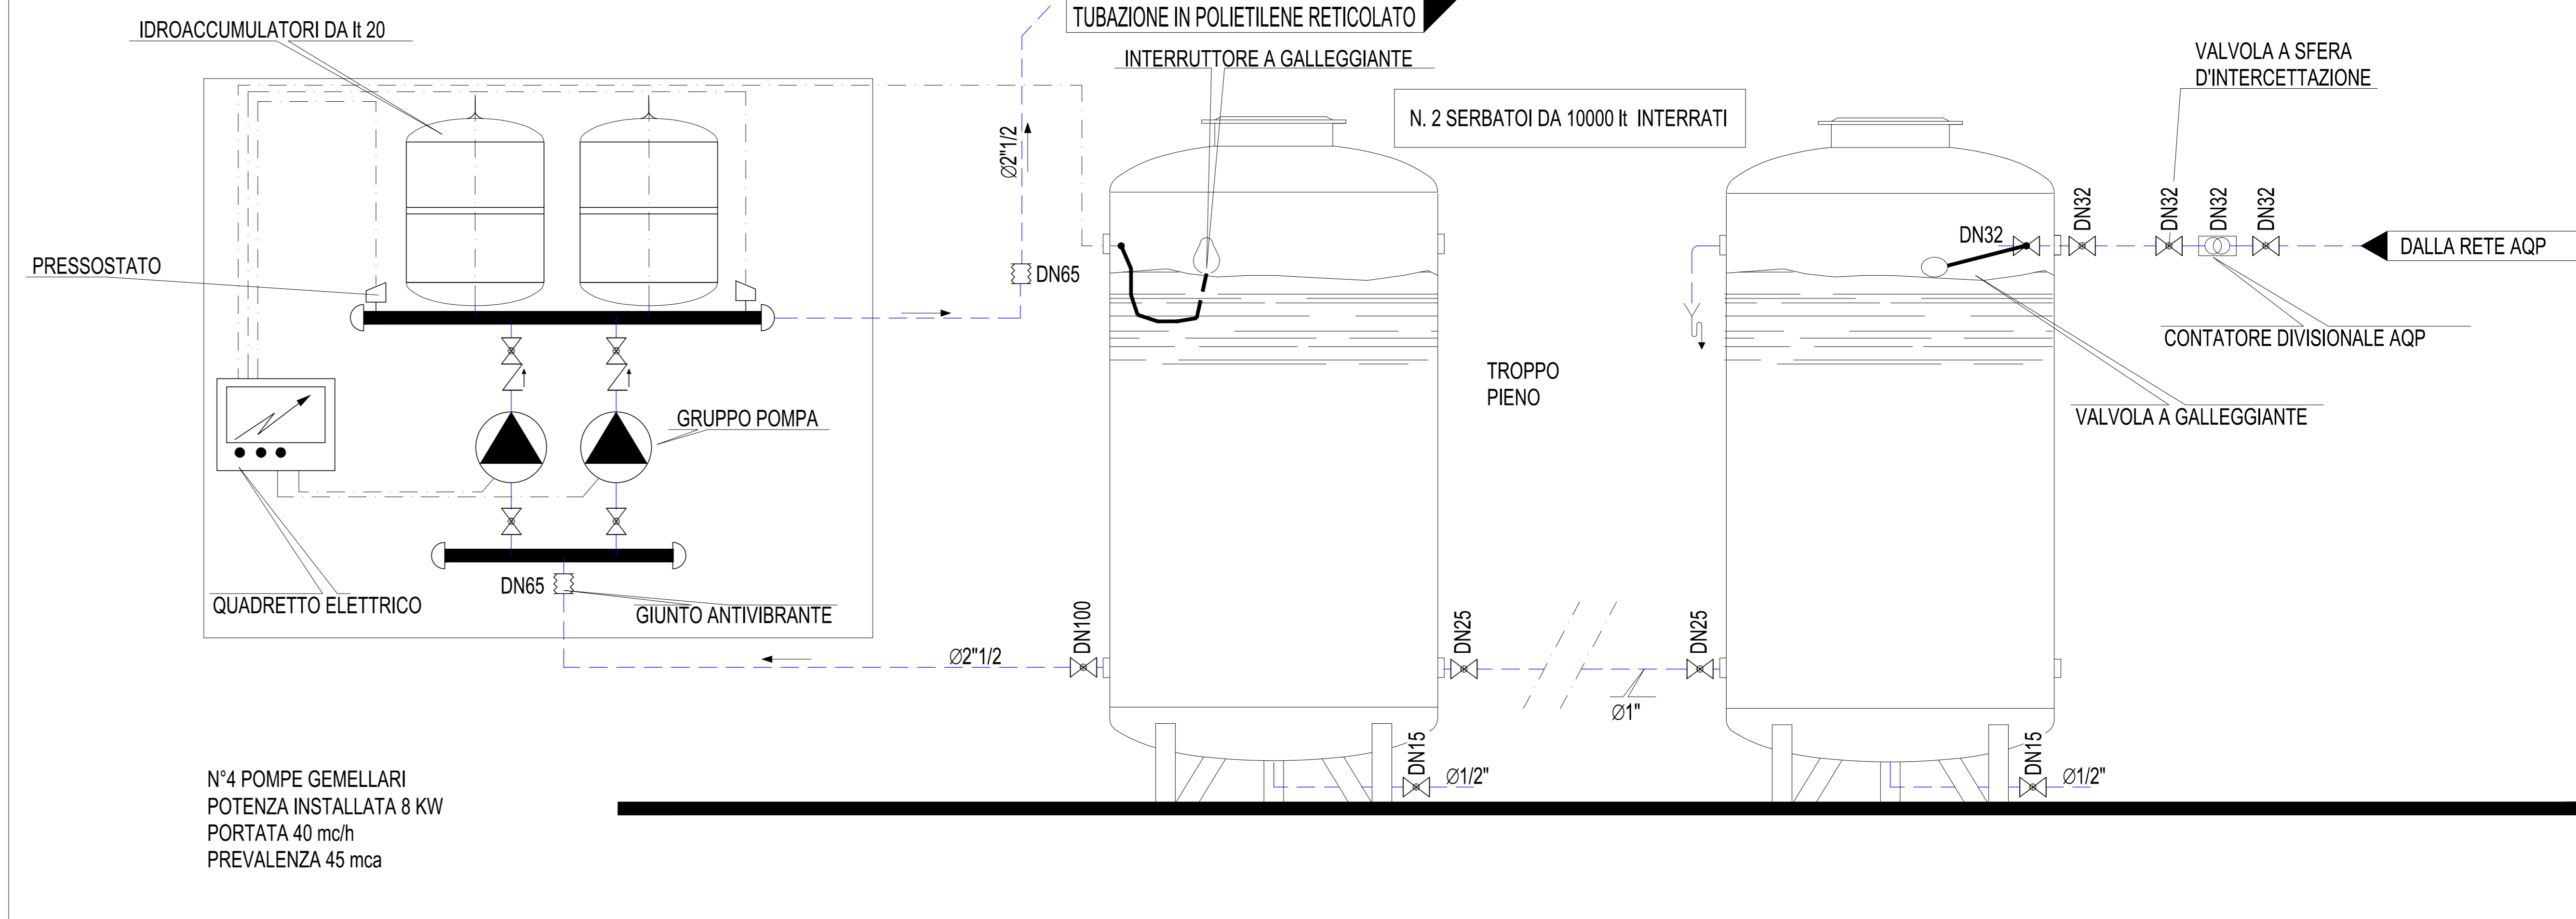 TUBAZIONE IN POLIETILENE RETICOLATO
IDROACCUMULATORI DA lt 20
INTERRUTTORE A GALLEGGIANTE
VALVOLA A SFERA
D'INTERCETTAZIONE
N. 2 SERBATOI DA 10000 lt INTERRATI
Ø2"1/2
DN32
DN32
DN32
DN32
DN32
DALLA RETE AQP
PRESSOSTATO
DN65
CONTATORE DIVISIONALE AQP
TROPPO
PIENO
VALVOLA A GALLEGGIANTE
GRUPPO POMPA
DN65
QUADRETTO ELETTRICO
GIUNTO ANTIVIBRANTE
Ø2"1/2
DN100
DN25
DN25
Ø1"
DN15
Ø1/2"
DN15
Ø1/2"
N°4 POMPE GEMELLARI
POTENZA INSTALLATA 8 KW
PORTATA 40 mc/h
PREVALENZA 45 mca